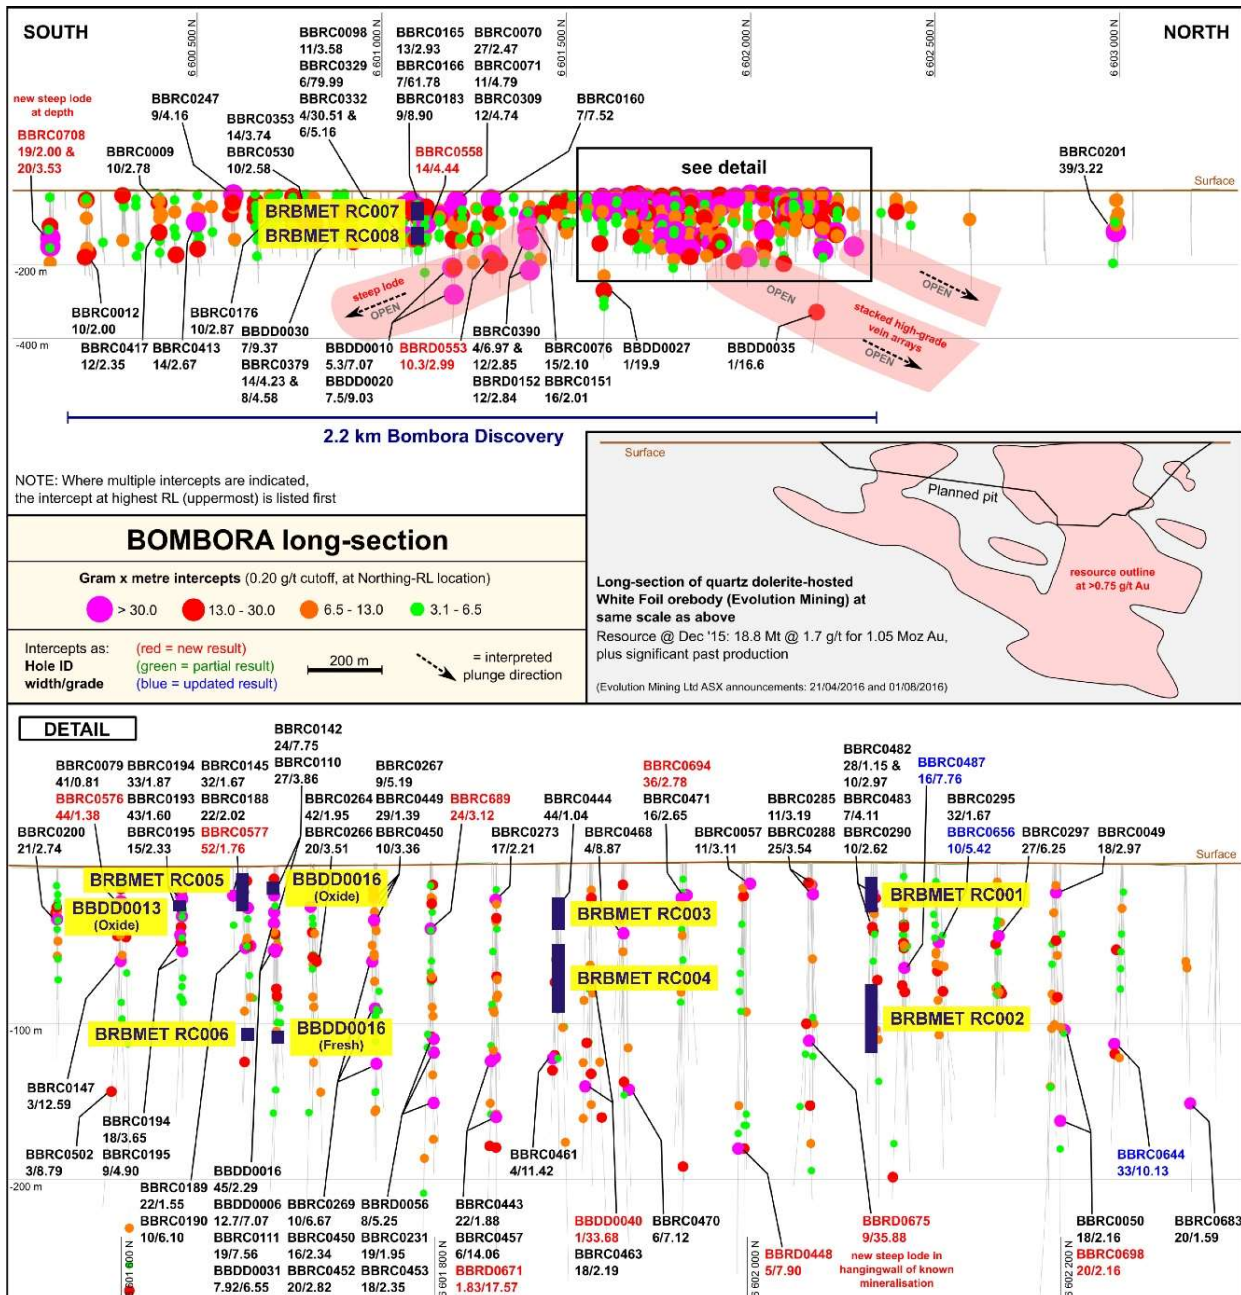 SOUTH
NORTH
6 600 500 N
6 601 000 N
6 601 500 N
6 602 000 N
6 602 500 N
6 603 000 N
BBRC0098
11/3.58
BBRC0329
6/79.99
BBRC0332
4/30.51 &
6/5.16
BBRC0165
13/2.93
BBRC0166
7/61.78
BBRC0183
9/8.90
BBRC0070
27/2.47
BBRC0071
11/4.79
BBRC0309
12/4.74
BBRC0160
7/7.52
new steep lode
at depth
BBRC0708
19/2.00 &
20/3.53
BBRC0247
9/4.16
BBRC0009
10/2.78
BBRC0353
14/3.74
BBRC0530
10/2.58
BBRC0558
14/4.44
see detail
BBRC0201
39/3.22
Surface
BRBMET RC007
BRBMET RC008
-200 m
-400 m
steep lode
OPEN
OPEN
OPEN
stacked high-grade
vein arrays
OPEN
BBRC0012
10/2.00
BBRC0417
12/2.35
BBRC0413
14/2.67
BBRC0176
10/2.87
BBDD0030
7/9.37
BBRC0379
14/4.23 &
8/4.58
BBDD0010
5.3/7.07
BBDD0020
7.5/9.03
BBRD0553
10.3/2.99
BBRC0390
4/6.97 &
12/2.85
BBRD0152
12/2.84
BBRC0076
15/2.10
BBRC0151
16/2.01
BBDD0027
1/19.9
BBDD0035
1/16.6
2.2 km Bombora Discovery
NOTE: Where multiple intercepts are indicated,
the intercept at highest RL (uppermost) is listed first
BOMBORA long-section
Gram x metre intercepts (0.20 g/t cutoff, at Northing-RL location)
> 30.0
13.0 - 30.0
6.5 - 13.0
3.1 - 6.5
Intercepts as:
Hole ID
width/grade
(red = new result)
(green = partial result)
(blue = updated result)
200 m
= interpreted
plunge direction
Surface
Planned pit
resource outline
at >0.75 g/t Au
Long-section of quartz dolerite-hosted
White Foil orebody (Evolution Mining) at
same scale as above
Resource @ Dec '15: 18.8 Mt @ 1.7 g/t for 1.05 Moz Au,
plus significant past production
(Evolution Mining Ltd ASX announcements: 21/04/2016 and 01/08/2016)
DETAIL
BBRC0142
24/7.75
BBRC0110
27/3.86
BBRC0079
41/0.81
BBRC0576
44/1.38
BBRC0200
21/2.74
BBRC0194
33/1.87
BBRC0193
43/1.60
BBRC0195
15/2.33
BBRC0145
32/1.67
BBRC0188
22/2.02
BBRC0577
52/1.76
BBRC0264
42/1.95
BBRC0266
20/3.51
BBRC0267
9/5.19
BBRC0449
29/1.39
BBRC0450
10/3.36
BBRC689
24/3.12
BBRC0273
17/2.21
BBRC0444
44/1.04
BBRC0468
4/8.87
BBRC0694
36/2.78
BBRC0471
16/2.65
BBRC0057
11/3.11
BBRC0285
11/3.19
BBRC0288
25/3.54
BBRC0482
28/1.15 &
10/2.97
BBRC0483
7/4.11
BBRC0290
10/2.62
BBRC0487
16/7.76
BBRC0295
32/1.67
BBRC0656
10/5.42
BBRC0297
27/6.25
BBRC0049
18/2.97
Surface
BRBMET RC005
BBDD0013
(Oxide)
BBDD0016
(Oxide)
BRBMET RC003
BRBMET RC001
BRBMET RC004
BRBMET RC002
BRBMET RC006
BBDD0016
(Fresh)
-100 m
-200 m
BBRC0147
3/12.59
BBRC0502
3/8.79
BBRC0194
18/3.65
BBRC0195
9/4.90
BBRC0189
22/1.55
BBRC0190
10/6.10
BBDD0016
45/2.29
BBDD0006
12.7/7.07
BBRC0111
19/7.56
BBDD0031
7.92/6.55
BBRC0269
10/6.67
BBRC0450
16/2.34
BBRC0452
20/2.82
BBRD0056
8/5.25
BBRC0231
19/1.95
BBRC0453
18/2.35
BBRC0443
22/1.88
BBRC0457
6/14.06
BBRD0671
1.83/17.57
BBRC0461
4/11.42
BBDD0040
1/33.68
BBRC0463
18/2.19
BBRC0470
6/7.12
BBRD0448
5/7.90
BBRD0675
9/35.88
new steep lode in
hangingwall of known
mineralisation
BBRC0644
33/10.13
BBRC0050
18/2.16
BBRC0698
20/2.16
BBRC0683
20/1.59
6 601 800 N
6 602 000 N
6 602 200 N